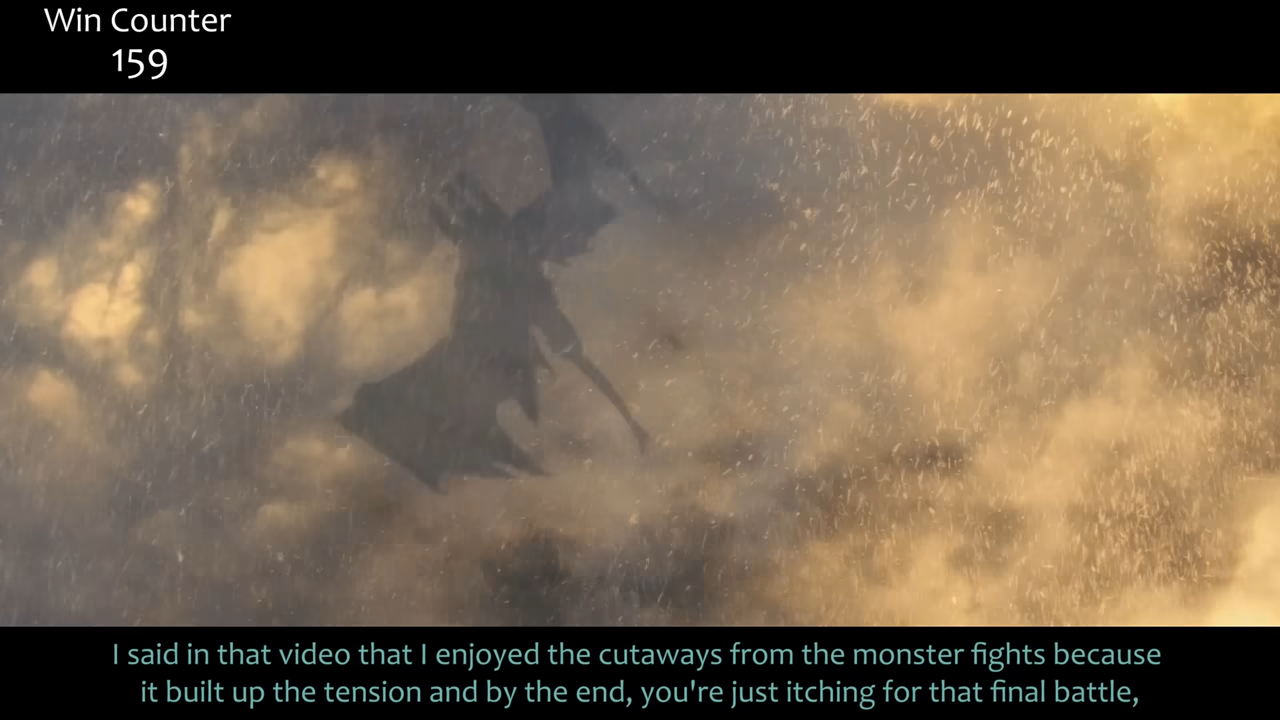 Win Counter
159
I said in that video that I enjoyed the cutaways from the monster fights because
it built up the tension and by the end, you're just itching for that final battle,